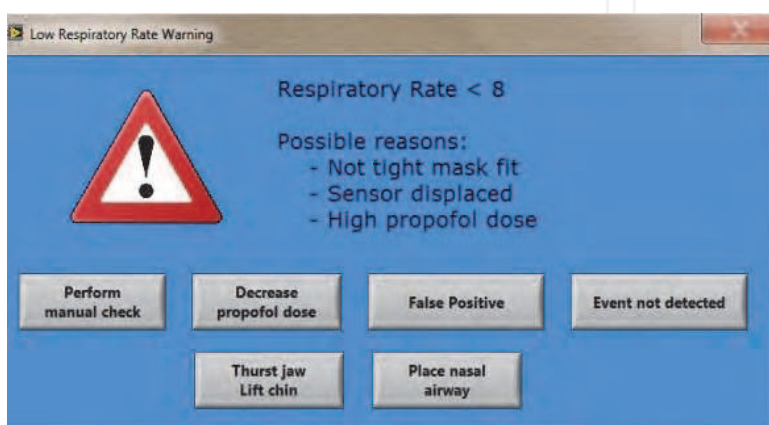 Low Respiratory Rate Warning
Respiratory Rate < 8
Possible reasons:
- Not tight mask fit
- Sensor displaced
- High propofol dose
Perform
manual check
Decrease
propofol dose
False Positive
Event not detected
Thurst jaw
Lift chin
Place nasal
airway